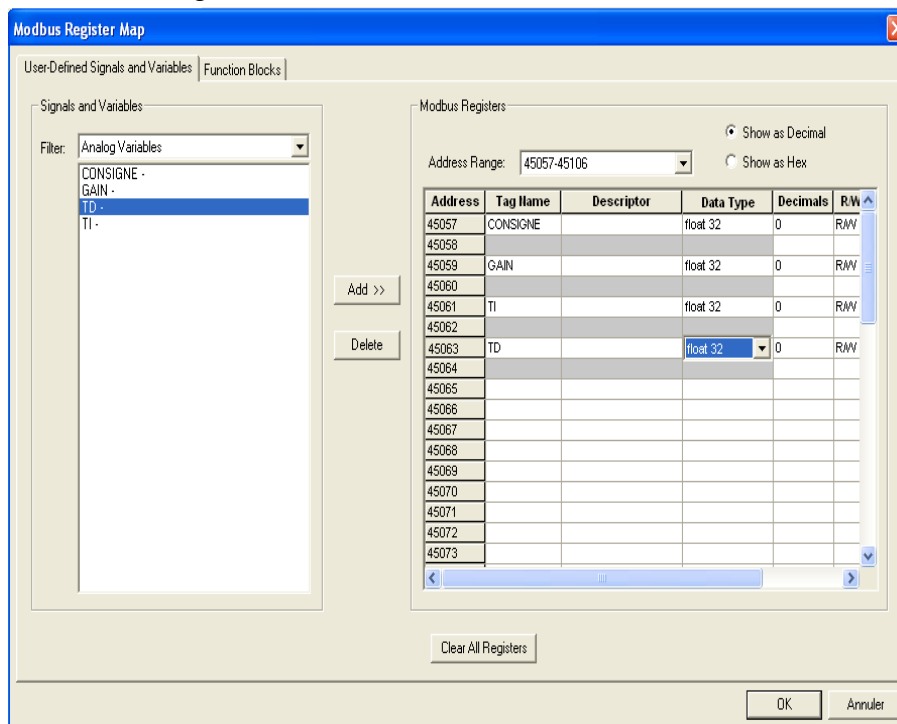 Modbus Register Map
User-Defined Signals and Variables Function Blocks
Signals and Variables
Filter: Analog Variables
CONSIGNE -
GAIN -
TD -
TI -
Add >>
Delete
Modbus Registers
Show as Decimal
Address Range: 45057-45106
Show as Hex
Address Tag Name Descriptor Data Type Decimals R/W
45057 CONSIGNE float 32 0 R/W
45058
45059 GAIN float 32 0 R/W
45060
45061 TI float 32 0 R/W
45062
45063 TD float 32 0 R/W
45064
45065
45066
45067
45068
45069
45070
45071
45072
45073
Clear All Registers
OK Annuler